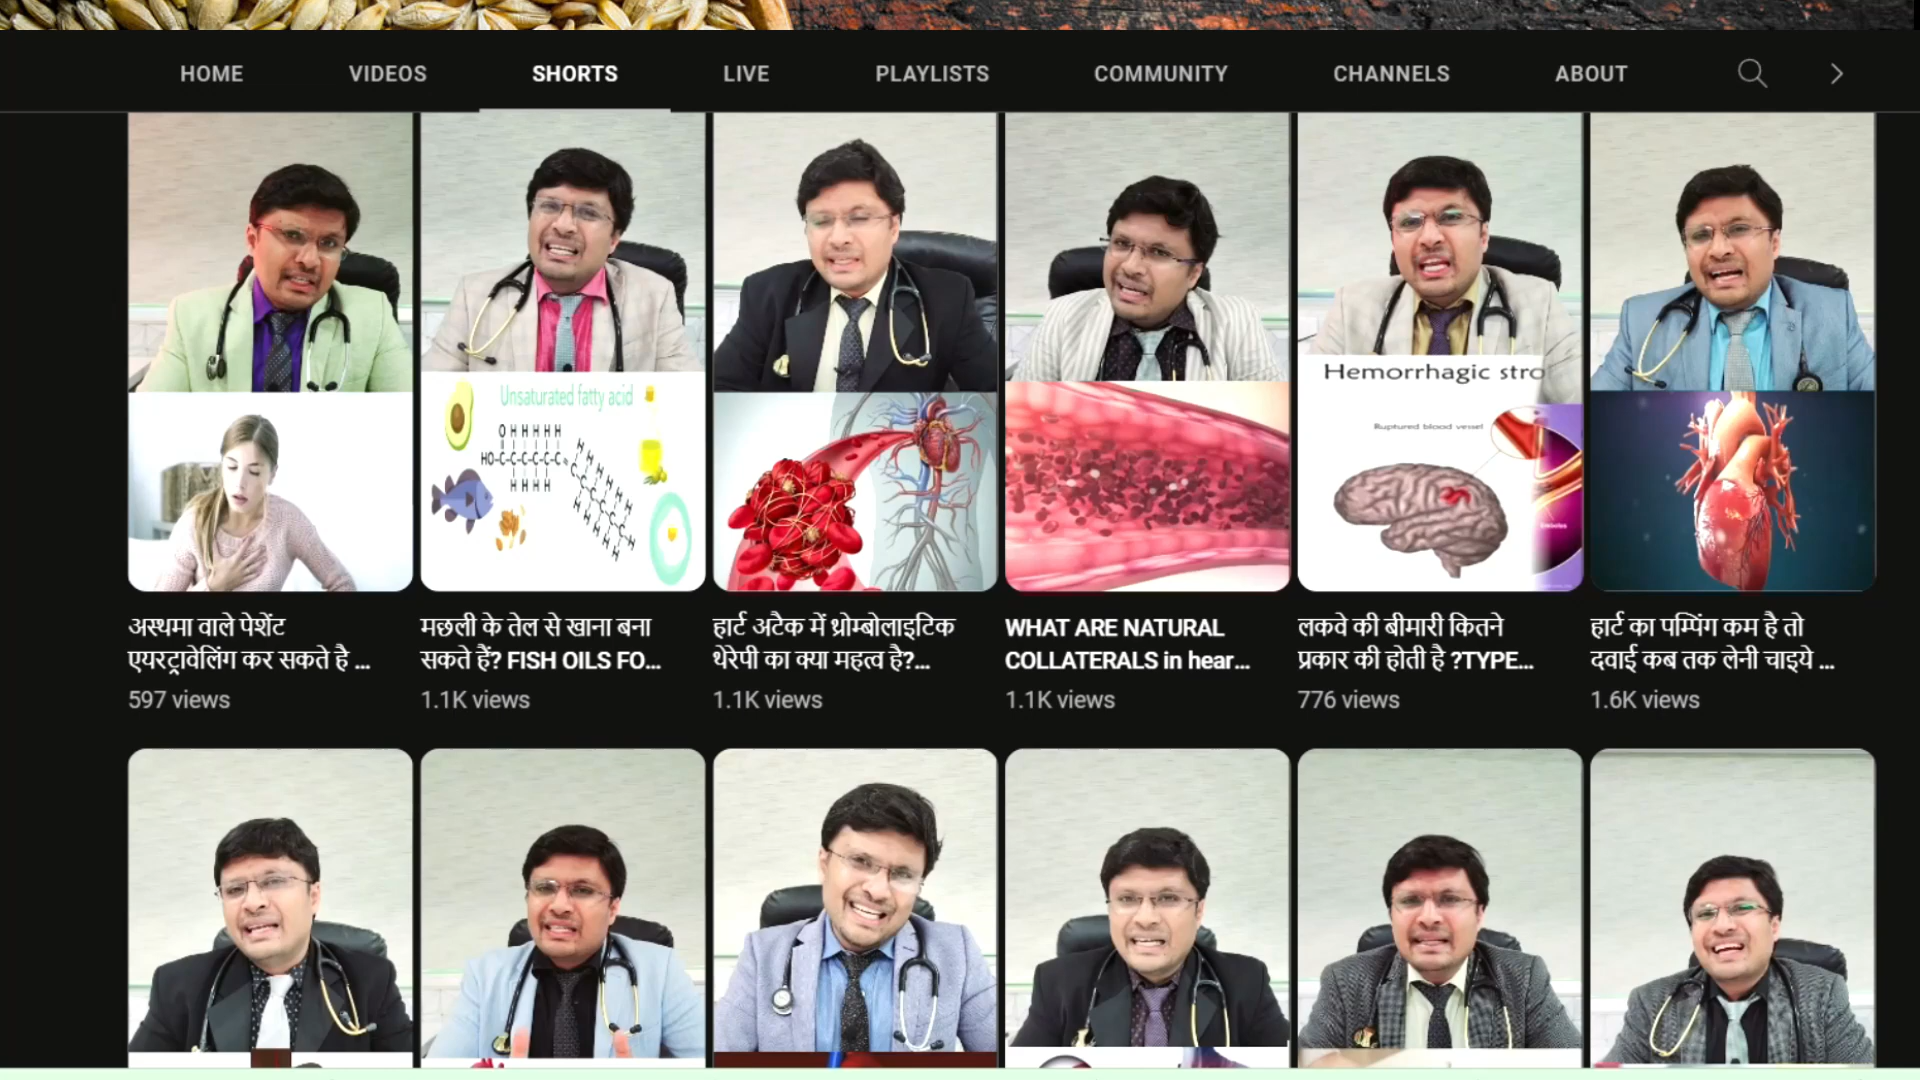 HOME VIDEOS SHORTS LIVE PLAYLISTS COMMUNITY CHANNELS ABOUT
Unsaturated fatty acid
Hemorrhagic stro
Ruptured blood vessel
अस्थमा वाले पेशेंट
एयरट्रावेलिंग कर सकते है ...
597 views
मछली के तेल से खाना बना
सकते हैं? FISH OILS FO...
1.1K views
हार्ट अटैक में थ्रोम्बोलाइटिक
थेरेपी का क्या महत्व है?...
1.1K views
WHAT ARE NATURAL
COLLATERALS in hear...
1.1K views
लकवे की बीमारी कितने
प्रकार की होती है ?TYPE...
776 views
हार्ट का पम्पिंग कम है तो
दवाई कब तक लेनी चाइये ...
1.6K views